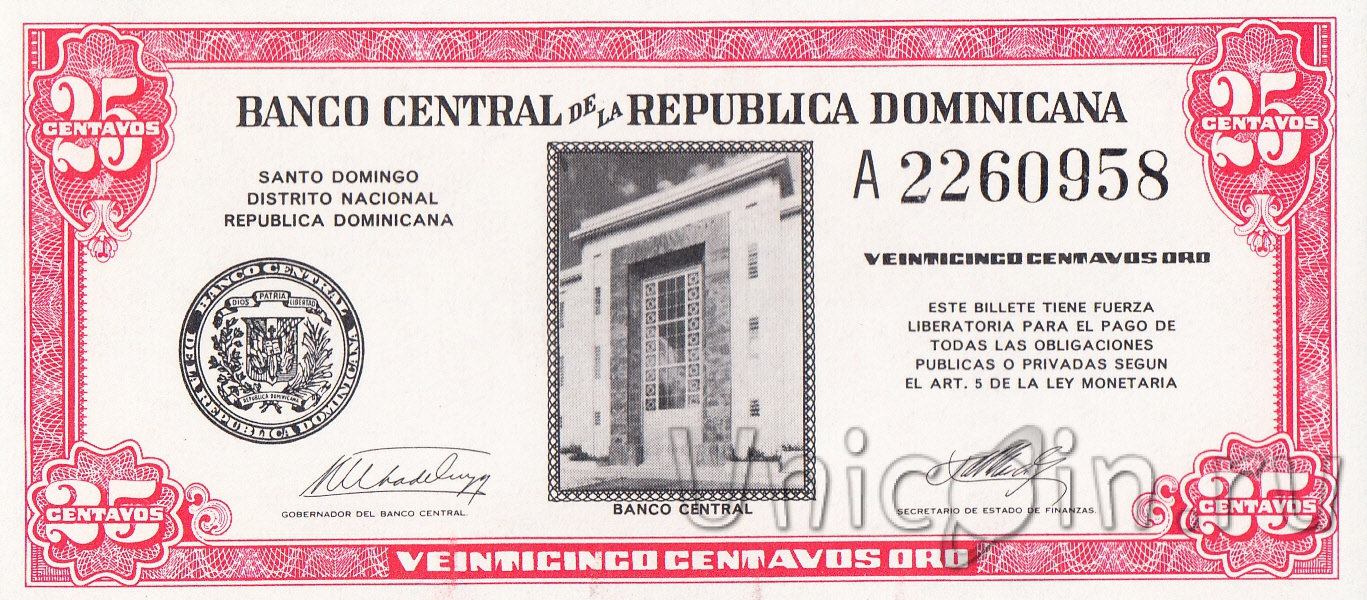 25
CENTAVOS
25
CENTAVOS
BANCO CENTRAL DE LA REPUBLICA DOMINICANA
SANTO DOMINGO
DISTRITO NACIONAL
REPUBLICA DOMINICANA
A 2260958
VEINTICINCO CENTAVOS ORO
ESTE BILLETE TIENE FUERZA
LIBERATORIA PARA EL PAGO DE
TODAS LAS OBLIGACIONES
PUBLICAS O PRIVADAS SEGUN
EL ART. 5 DE LA LEY MONETARIA
BANCO CENTRAL
DE LA REPUBLICA DOMINICANA
DIOS PATRIA LIBERTAD
REPUBLICA DOMINICANA
GOBERNADOR DEL BANCO CENTRAL.
BANCO CENTRAL
SECRETARIO DE ESTADO DE FINANZAS.
Unicoin.ru
25
CENTAVOS
25
CENTAVOS
VEINTICINCO CENTAVOS ORO